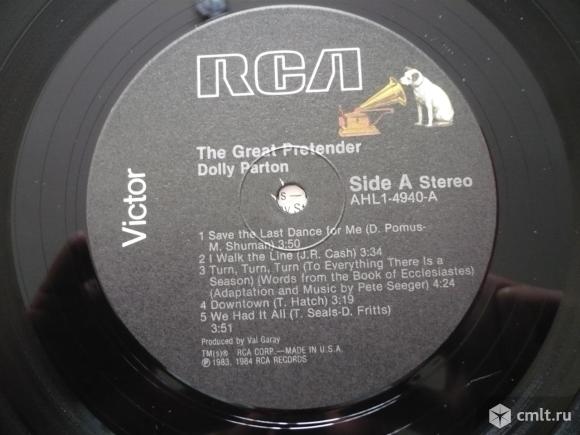 RCA
Victor
The Great Pretender
Dolly Parton
Side A Stereo
AHL1-4940-A
1 Save the Last Dance for Me (D. Pomus-
M. Shuman) 3:50
2 I Walk the Line (J.R. Cash) 3:34
3 Turn, Turn, Turn (To Everything There Is a
Season) (Words from the Book of Ecclesiastes)
(Adaptation and Music by Pete Seeger) 4:24
4 Downtown (T. Hatch) 3:19
5 We Had It All (T. Seals-D. Fritts)
3:51
Produced by Val Garay
TM(s)® RCA CORP.—MADE IN U.S.A.
℗ 1983, 1984 RCA RECORDS
cmlt.ru